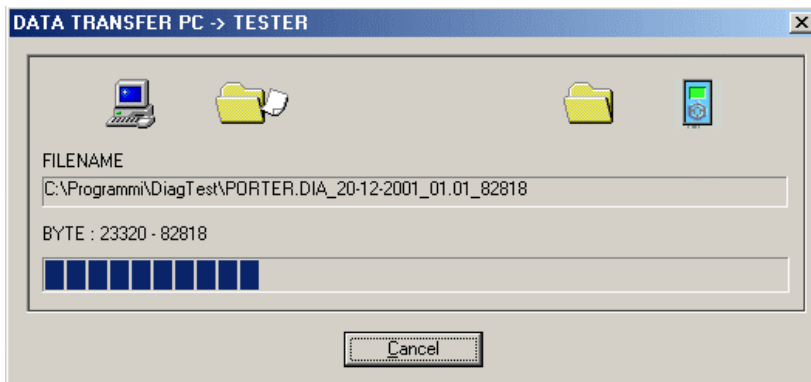 DATA TRANSFER PC -> TESTER
FILENAME
C:\Programmi\DiagTest\PORTER.DIA_20-12-2001_01.01_82818
BYTE : 23320 - 82818
Cancel